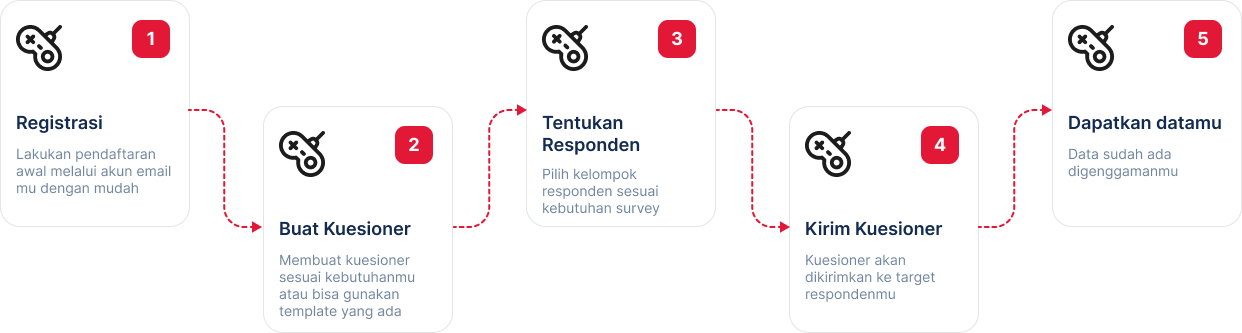 1
Registrasi
Lakukan pendaftaran
awal melalui akun email
mu dengan mudah
2
Buat Kuesioner
Membuat kuesioner
sesuai kebutuhanmu
atau bisa gunakan
template yang ada
3
Tentukan
Responden
Pilih kelompok
responden sesuai
kebutuhan survey
4
Kirim Kuesioner
Kuesioner akan
dikirimkan ke target
respondenmu
5
Dapatkan datamu
Data sudah ada
digenggamanmu